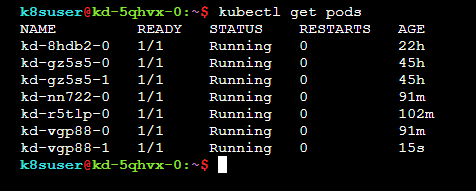 k8suser@kd-5qhvx-0:~$ kubectl get pods
NAME READY STATUS RESTARTS AGE
kd-8hdb2-0 1/1 Running 0 22h
kd-gz5s5-0 1/1 Running 0 45h
kd-gz5s5-1 1/1 Running 0 45h
kd-nn722-0 1/1 Running 0 91m
kd-r5tlp-0 1/1 Running 0 102m
kd-vgp88-0 1/1 Running 0 91m
kd-vgp88-1 1/1 Running 0 15s
k8suser@kd-5qhvx-0:~$